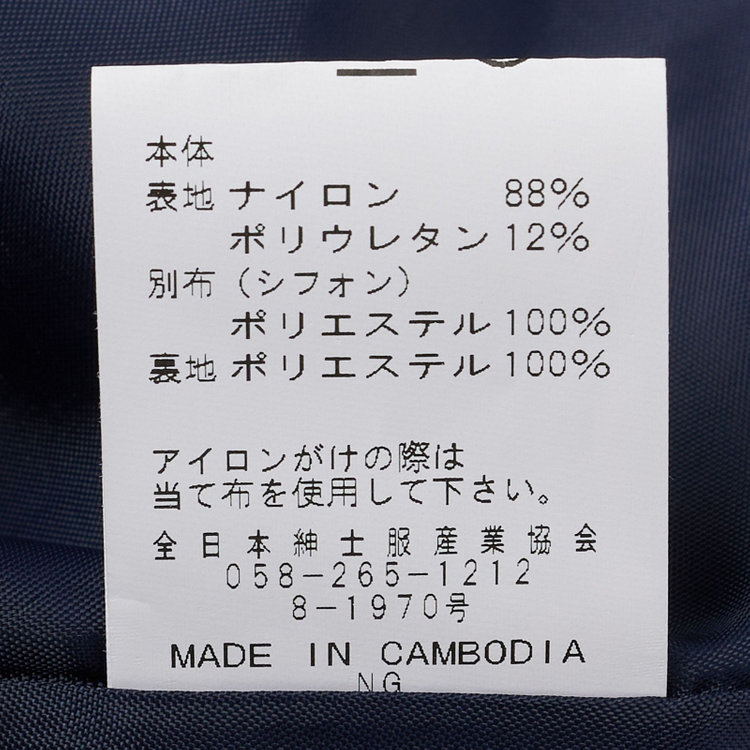 本体
表地 ナイロン 88%
ポリウレタン 12%
別布 (シフォン)
ポリエステル 100%
裏地 ポリエステル 100%
アイロンがけの際は
当て布を使用して下さい。
全日本紳士服産業協会
058-265-1212
8-1970号
MADE IN CAMBODIA
NG